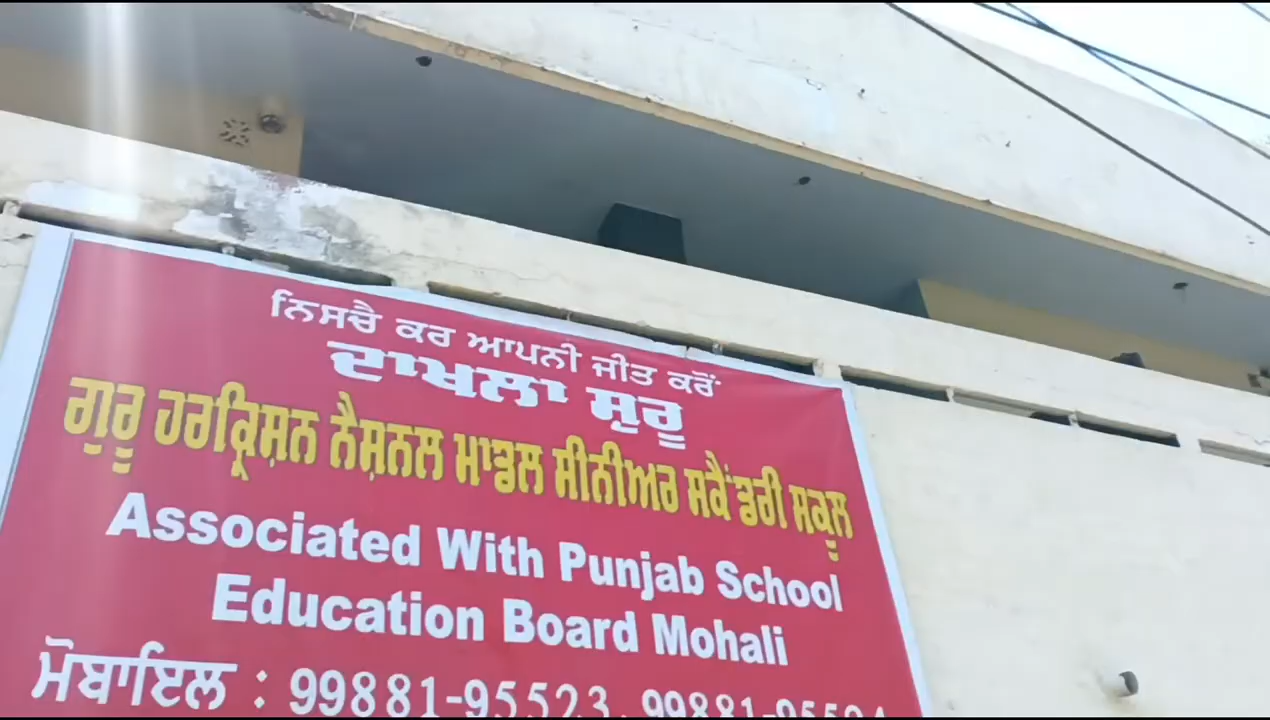 ਨਿਸਚੈ ਕਰ ਆਪਨੀ ਜੀਤ ਕਰੋਂ
ਦਾਖਲਾ ਸ਼ੁਰੂ
ਗੁਰੂ ਹਰਕ੍ਰਿਸ਼ਨ ਨੈਸ਼ਨਲ ਮਾਡਲ ਸੀਨੀਅਰ ਸਕੈਂਡਰੀ ਸਕੂਲ
Associated With Punjab School
Education Board Mohali
ਮੋਬਾਇਲ : 99881-95523,